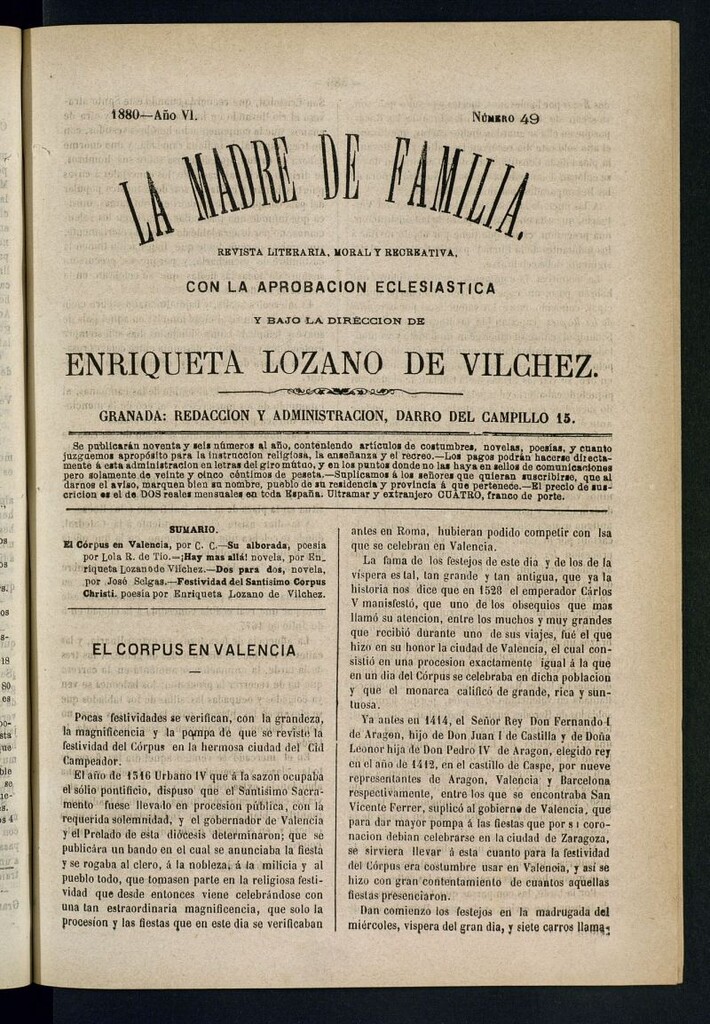 1880—Año VI.
NÚMERO 49
LA MADRE DE FAMILIA.
REVISTA LITERARIA, MORAL Y RECREATIVA,
CON LA APROBACION ECLESIASTICA
Y BAJO LA DIRECCION DE
ENRIQUETA LOZANO DE VILCHEZ.
GRANADA: REDACCION Y ADMINISTRACION, DARRO DEL CAMPILLO 15.
Se publicarán noventa y seis números al año, conteniendo artículos de costumbres, novelas, poesías, y cuanto
juzguemos apropósito para la instruccion religiosa, la enseñanza y el recreo.—Los pagos podrán hacerse directa-
mente á esta administracion en letras del giro mútuo, y en los puntos donde no las haya en sellos de comunicaciones
pero solamente de veinte y cinco céntimos de peseta.—Suplicamos á los señores que quieran suscribirse, que al
darnos el aviso, marquen bien su nombre, pueblo de su residencia y provincia á que pertenece.—El precio de sus-
cricion es el de DOS reales mensuales en toda España. Ultramar y extranjero CUATRO, franco de porte.
SUMARIO.
El Córpus en Valencia, por C. C.—Su alborada, poesia
por Lola R. de Tio.—¡Hay mas allá! novela, por En_
riqueta Lozano de Vilchez.—Dos para dos, novela,
por José Selgas.—Festividad del Santísimo Corpus
Christi. poesia por Enriqueta Lozano de Vilchez.
EL CORPUS EN VALENCIA
Pocas festividades se verifican, con la grandeza,
la magnificencia y la pompa de que se reviste la
festividad del Córpus en la hermosa ciudad del Cid
Campeador.
El año de 1516 Urbano IV que á la sazon ocupaba
el sólio pontificio, dispuso que el Santísimo Sacra-
mento fuese llevado en procesion pública, con la
requerida solemnidad, y el gobernador de Valencia
y el Prelado de esta diócesis determinaron; que se
publicára un bando en el cual se anunciaba la fiesta
y se rogaba al clero, á la nobleza, á la milicia y al
pueblo todo, que tomasen parte en la religiosa festi-
vidad que desde entonces viene celebrándose con
una tan estraordinaria magnificencia, que solo la
procesion y las fiestas que en este dia se verificaban
antes en Roma, hubieran podido competir con lsa
que se celebran en Valencia.
La fama de los festejos de este dia y de los de la
víspera es tal, tan grande y tan antigua, que ya la
historia nos dice que en 1528 el emperador Cárlos
V manisfestó, que uno de los obsequios que mas
llamó su atencion, entre los muchos y muy grandes
que recibió durante uno de sus viajes, fué el que
hizo en su honor la ciudad de Valencia, el cual con-
sistió en una procesion exactamente igual á la que
en un dia del Córpus se celebraba en dicha poblacion
y que el monarca calificó de grande, rica y sun-
tuosa.
Ya antes en 1414, el Señor Rey Don Fernando I
de Aragon, hijo de Don Juan I de Castilla y de Doña
Leonor hija de Don Pedro IV de Aragon, elegido rey
en el año de 1412, en el castillo de Caspe, por nueve
representantes de Aragon, Valencia y Barcelona
respectivamente, entre los que se encontraba San
Vicente Ferrer, suplicó al gobierno de Valencia, que
para dar mayor pompa á las fiestas que por su coro-
nacion debian celebrarse en la ciudad de Zaragoza,
se sirviera llevar á esta cuanto para la festividad
del Córpus era costumbre usar en Valencia, y así se
hizo con gran contentamiento de cuantos aquellas
fiestas presenciaron.
Dan comienzo los festejos en la madrugada del
miércoles, víspera del gran dia, y siete carros llama-